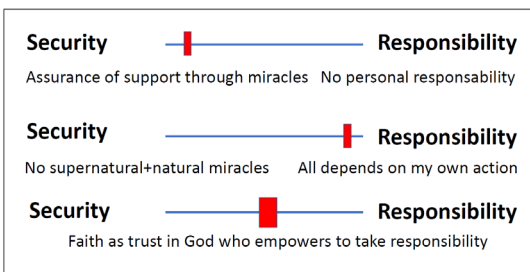 Security Responsibility
Assurance of support through miracles No personal responsability
Security Responsibility
No supernatural+natural miracles All depends on my own action
Security Responsibility
Faith as trust in God who empowers to take responsibility